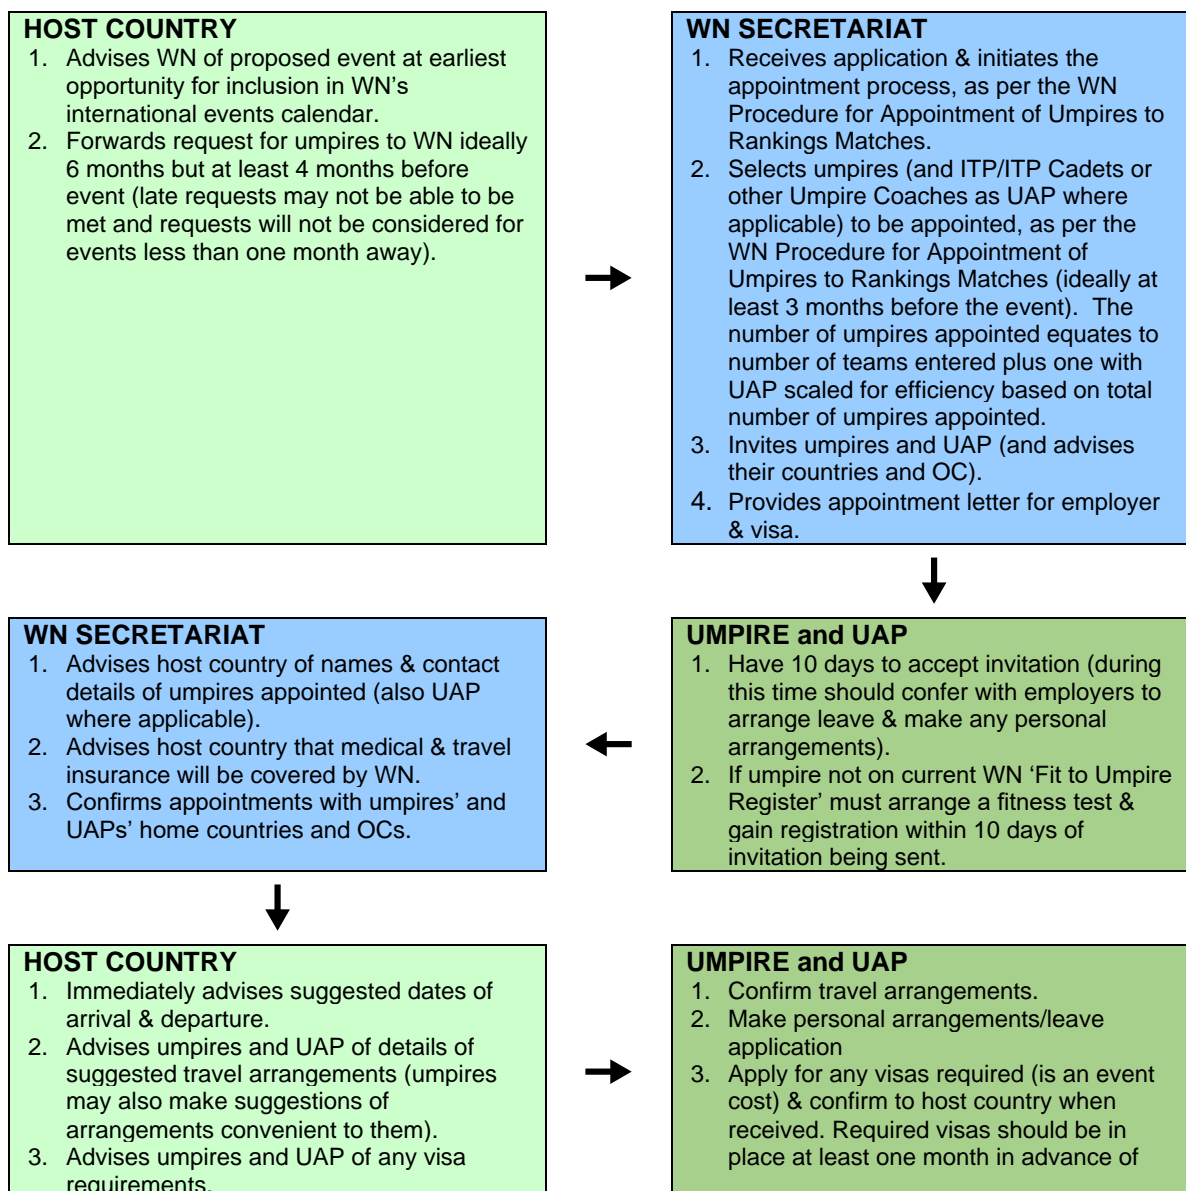 HOST COUNTRY
1. Advises WN of proposed event at earliest
opportunity for inclusion in WN's
international events calendar.
2. Forwards request for umpires to WN ideally
6 months but at least 4 months before
event (late requests may not be able to be
met and requests will not be considered for
events less than one month away).
WN SECRETARIAT
1. Receives application & initiates the
appointment process, as per the WN
Procedure for Appointment of Umpires to
Rankings Matches.
2. Selects umpires (and ITP/ITP Cadets or
other Umpire Coaches as UAP where
applicable) to be appointed, as per the
WN Procedure for Appointment of
Umpires to Rankings Matches (ideally at
least 3 months before the event). The
number of umpires appointed equates to
number of teams entered plus one with
UAP scaled for efficiency based on total
number of umpires appointed.
3. Invites umpires and UAP (and advises
their countries and OC).
4. Provides appointment letter for employer
& visa.
UMPIRE and UAP
1. Have 10 days to accept invitation (during
this time should confer with employers to
arrange leave & make any personal
arrangements).
2. If umpire not on current WN 'Fit to Umpire
Register' must arrange a fitness test &
gain registration within 10 days of
invitation being sent.
WN SECRETARIAT
1. Advises host country of names & contact
details of umpires appointed (also UAP
where applicable).
2. Advises host country that medical & travel
insurance will be covered by WN.
3. Confirms appointments with umpires' and
UAPs' home countries and OCs.
HOST COUNTRY
1. Immediately advises suggested dates of
arrival & departure.
2. Advises umpires and UAP of details of
suggested travel arrangements (umpires
may also make suggestions of
arrangements convenient to them).
3. Advises umpires and UAP of any visa
requirements.
UMPIRE and UAP
1. Confirm travel arrangements.
2. Make personal arrangements/leave
application
3. Apply for any visas required (is an event
cost) & confirm to host country when
received. Required visas should be in
place at least one month in advance of